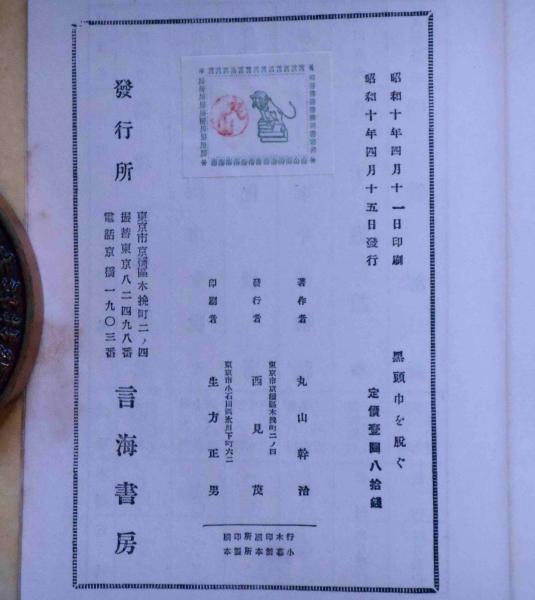 昭和十年四月十一日印刷
昭和十年四月十五日發行
黑頭巾を脱ぐ
定價壹圓八拾錢
著作者 丸山幹治
東京市京橋區木挽町二ノ四
發行者 西見茂
東京市小石川區氷川下町六二
印刷者 生方正男
發行所 言海書房
東京市京橋區木挽町二ノ四
振替東京八二四九八番
電話京橋一九〇三番